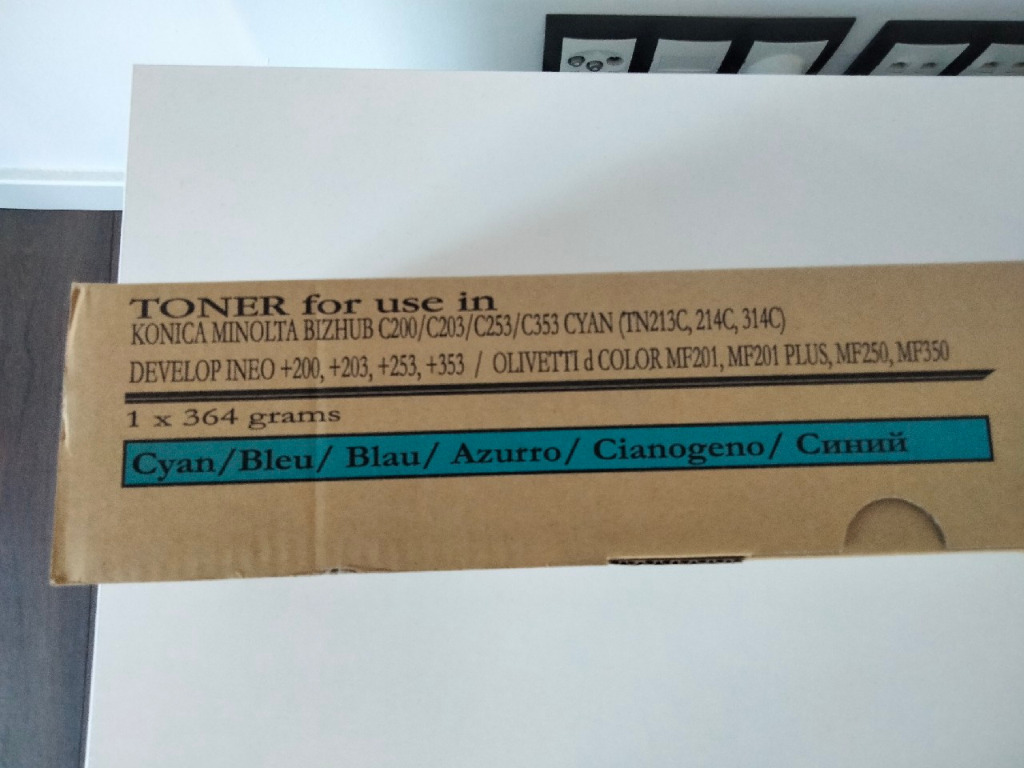 TONER for use in
KONICA MINOLTA BIZHUB C200/C203/C253/C353 CYAN (TN213C, 214C, 314C)
DEVELOP INEO +200, +203, +253, +353 / OLIVETTI d COLOR MF201, MF201 PLUS, MF250, MF350
1 x 364 grams
Cyan/Bleu/ Blau/ Azurro/ Cianogeno/ Синий